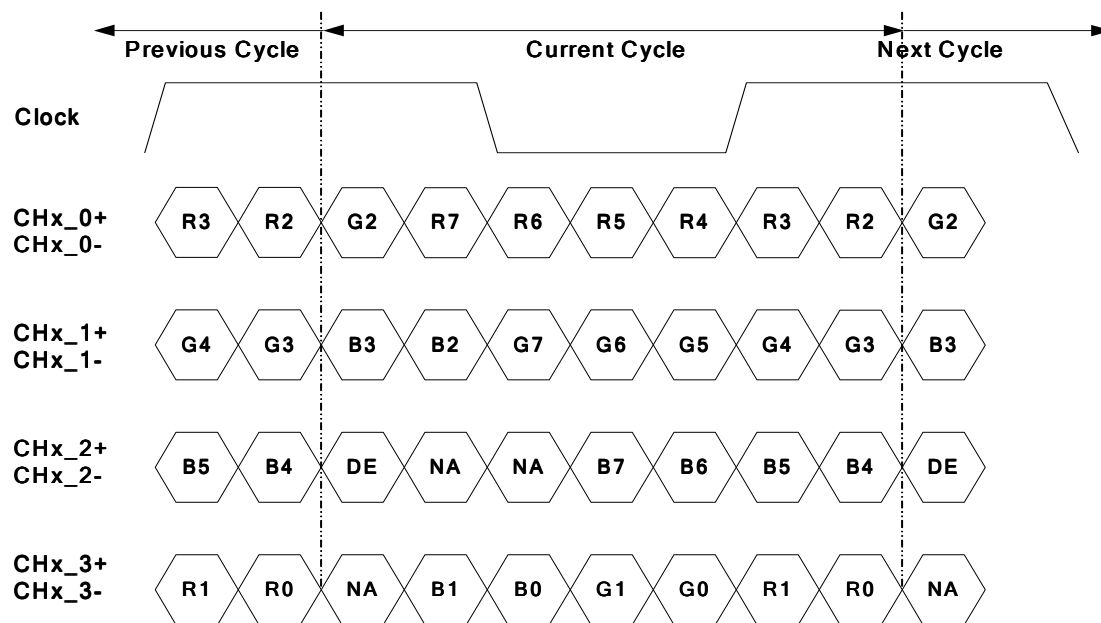 Previous Cycle Current Cycle Next Cycle
Clock
CHx_0+
CHx_0-
R3 R2 G2 R7 R6 R5 R4 R3 R2 G2
CHx_1+
CHx_1-
G4 G3 B3 B2 G7 G6 G5 G4 G3 B3
CHx_2+
CHx_2-
B5 B4 DE NA NA B7 B6 B5 B4 DE
CHx_3+
CHx_3-
R1 R0 NA B1 B0 G1 G0 R1 R0 NA